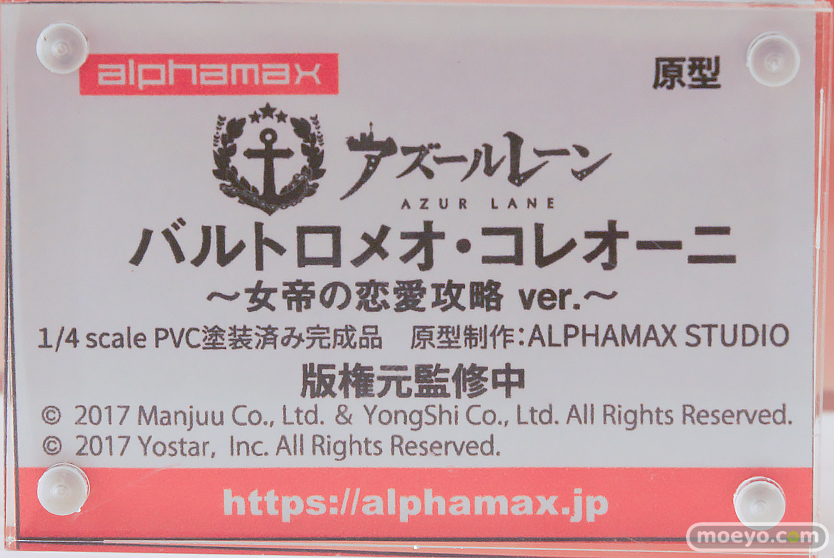 alphamax 原型
アズールレーン
AZUR LANE
バルトロメオ・コレオーニ
～女帝の恋愛攻略 ver.～
1/4 scale PVC塗装済み完成品 原型制作：ALPHAMAX STUDIO
版権元監修中
© 2017 Manjuu Co., Ltd. & YongShi Co., Ltd. All Rights Reserved.
© 2017 Yostar, Inc. All Rights Reserved.
https://alphamax.jp
moeyo.com